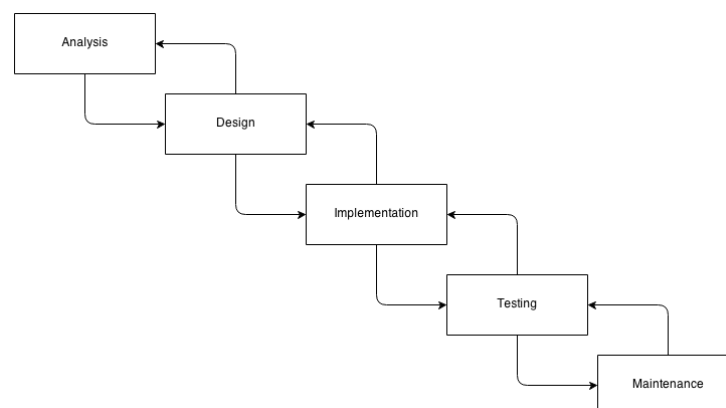 Analysis
Design
Implementation
Testing
Maintenance